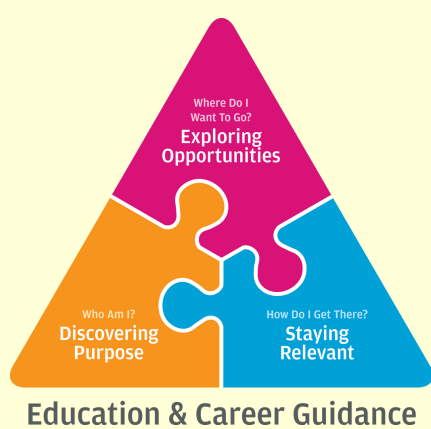 Where Do I
Want To Go?
Exploring
Opportunities
Who Am I?
Discovering
Purpose
How Do I Get There?
Staying
Relevant
Education & Career Guidance